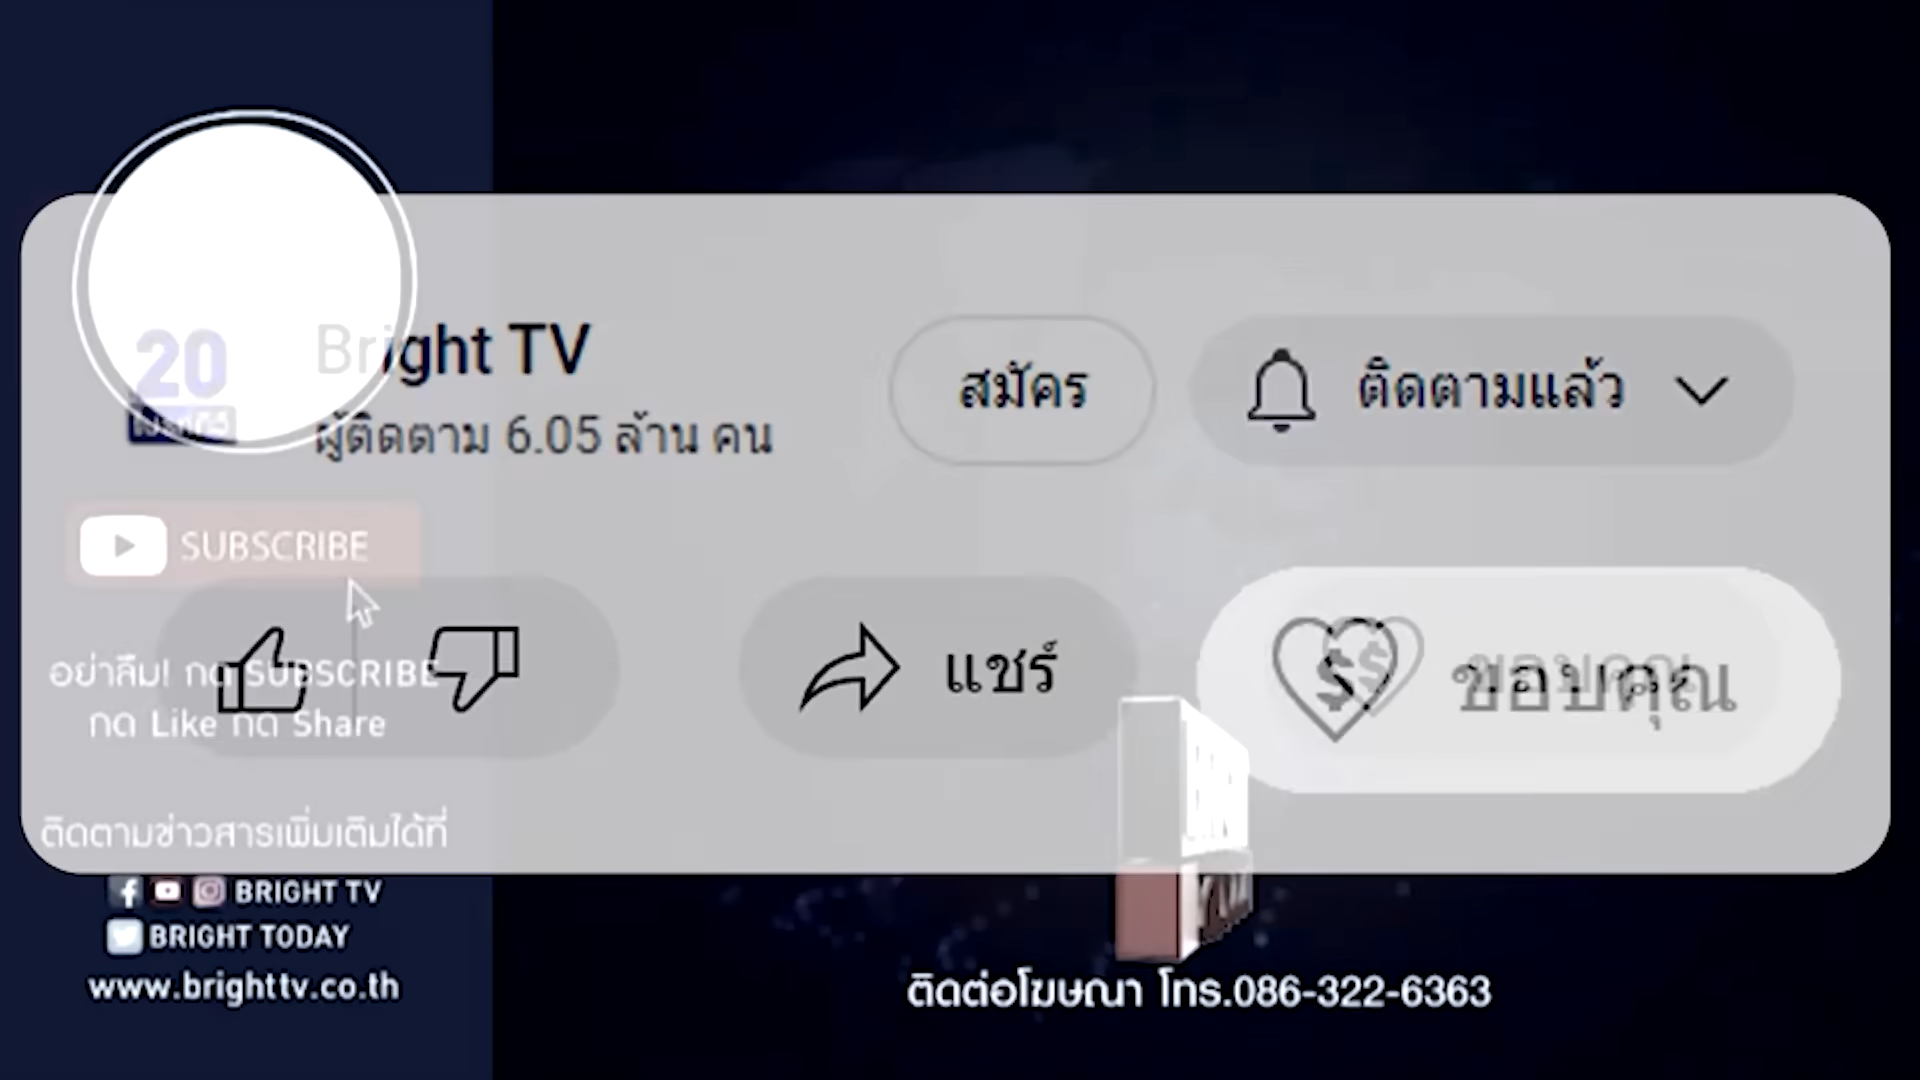 20
Bright TV
ผู้ติดตาม 6.05 ล้าน คน
สมัคร
ติดตามแล้ว
SUBSCRIBE
แชร์
ขอบคุณ
อย่าลืม! กด SUBSCRIBE
กด Like กด Share
ติดตามข่าวสารเพิ่มเติมได้ที่
BRIGHT TV
BRIGHT TODAY
www.brighttv.co.th
ติดต่อโฆษณา โทร.086-322-6363